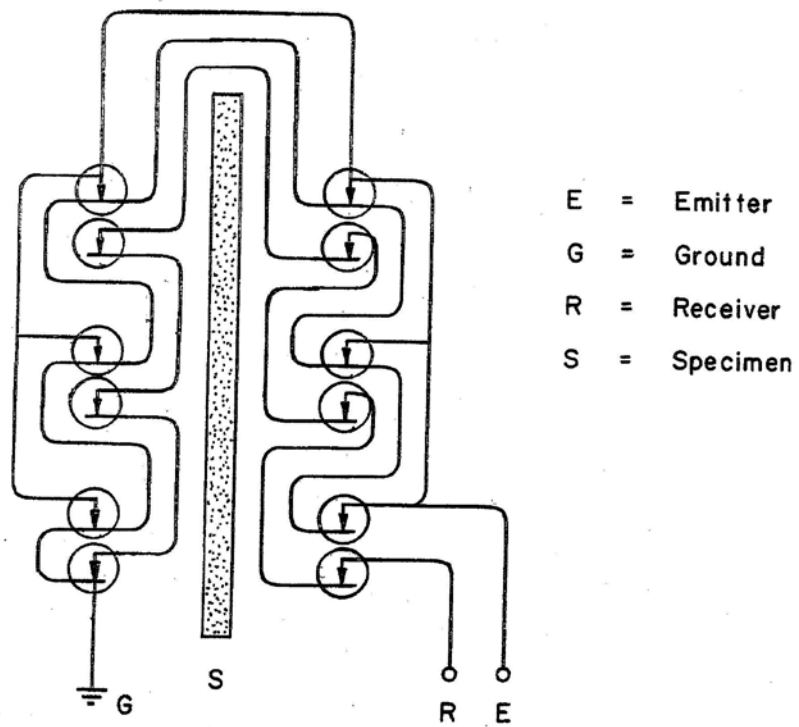 E = Emitter
G = Ground
R = Receiver
S = Specimen
S
G
R E